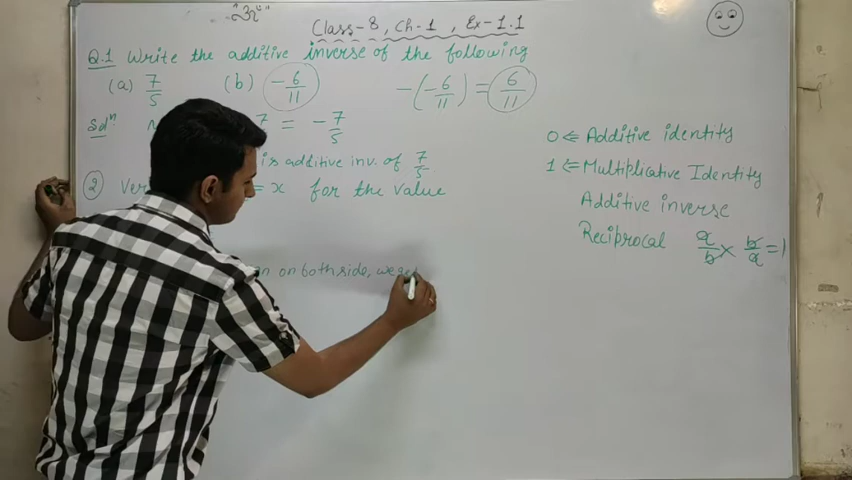 "ॐ"
Class-8, Ch-1, Ex-1.1
Q.1 Write the additive inverse of the following
(a) 7/5 (b) -6/11 -(-6/11) = 6/11
Solⁿ. 7 = -7/5
is additive inv. of 7/5.
② Ver = x for the value
on both side, we get
0 ⇐ Additive identity
1 ⇐ Multiplicative Identity
Additive inverse
Reciprocal a/b × b/a = 1